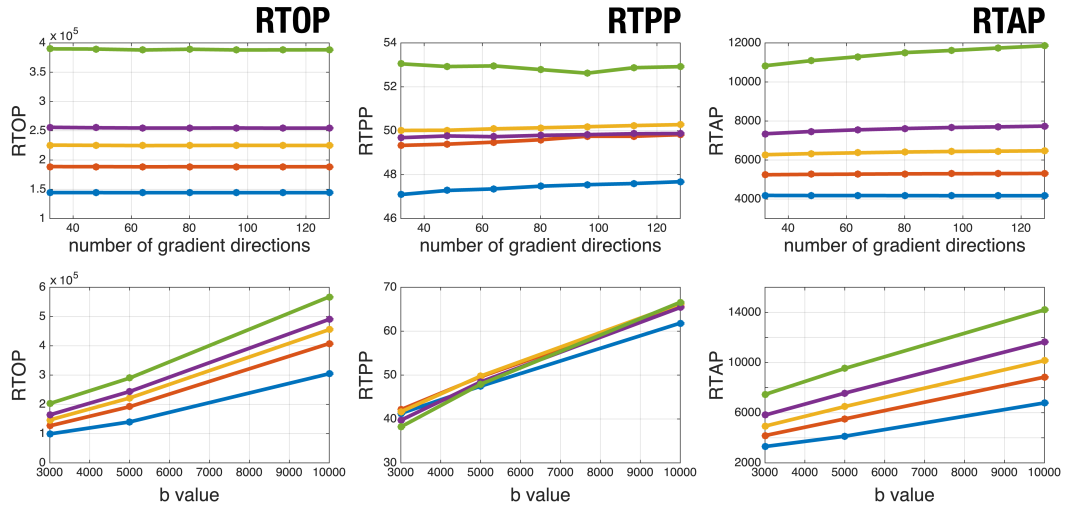 RTOP RTPP RTAP
× 10^5
4 3.5 3 2.5 2 1.5 1
RTOP
40 60 80 100 120
number of gradient directions
54 52 50 48 46
RTPP
40 60 80 100 120
number of gradient directions
12000 10000 8000 6000 4000
RTAP
40 60 80 100 120
number of gradient directions
× 10^5
6 5 4 3 2 1 0
RTOP
3000 4000 5000 6000 7000 8000 9000 10000
b value
70 60 50 40 30
RTPP
3000 4000 5000 6000 7000 8000 9000 10000
b value
14000 10000 6000 2000
RTAP
3000 4000 5000 6000 7000 8000 9000 10000
b value